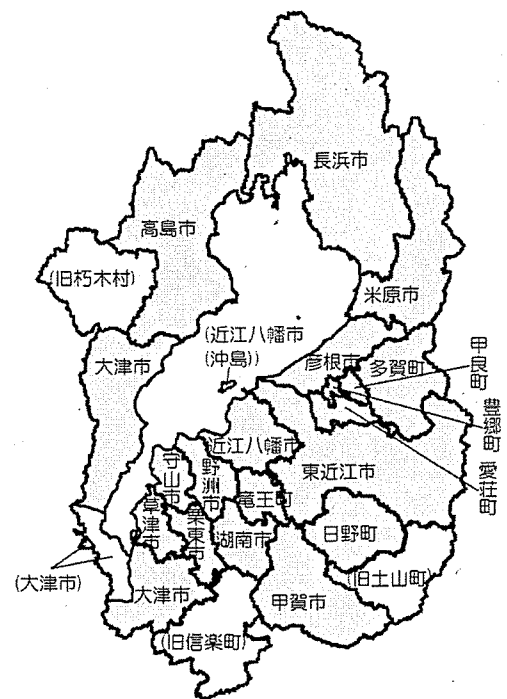 長浜市
高島市
(旧朽木村)
米原市
(近江八幡市
(沖島))
大津市
彦根市
多賀町
甲良町
豊郷町
愛荘町
近江八幡市
守山市
野洲市
東近江市
竜王町
草津市
栗東市
湖南市
日野町
(大津市)
大津市
甲賀市
(旧土山町)
(旧信楽町)